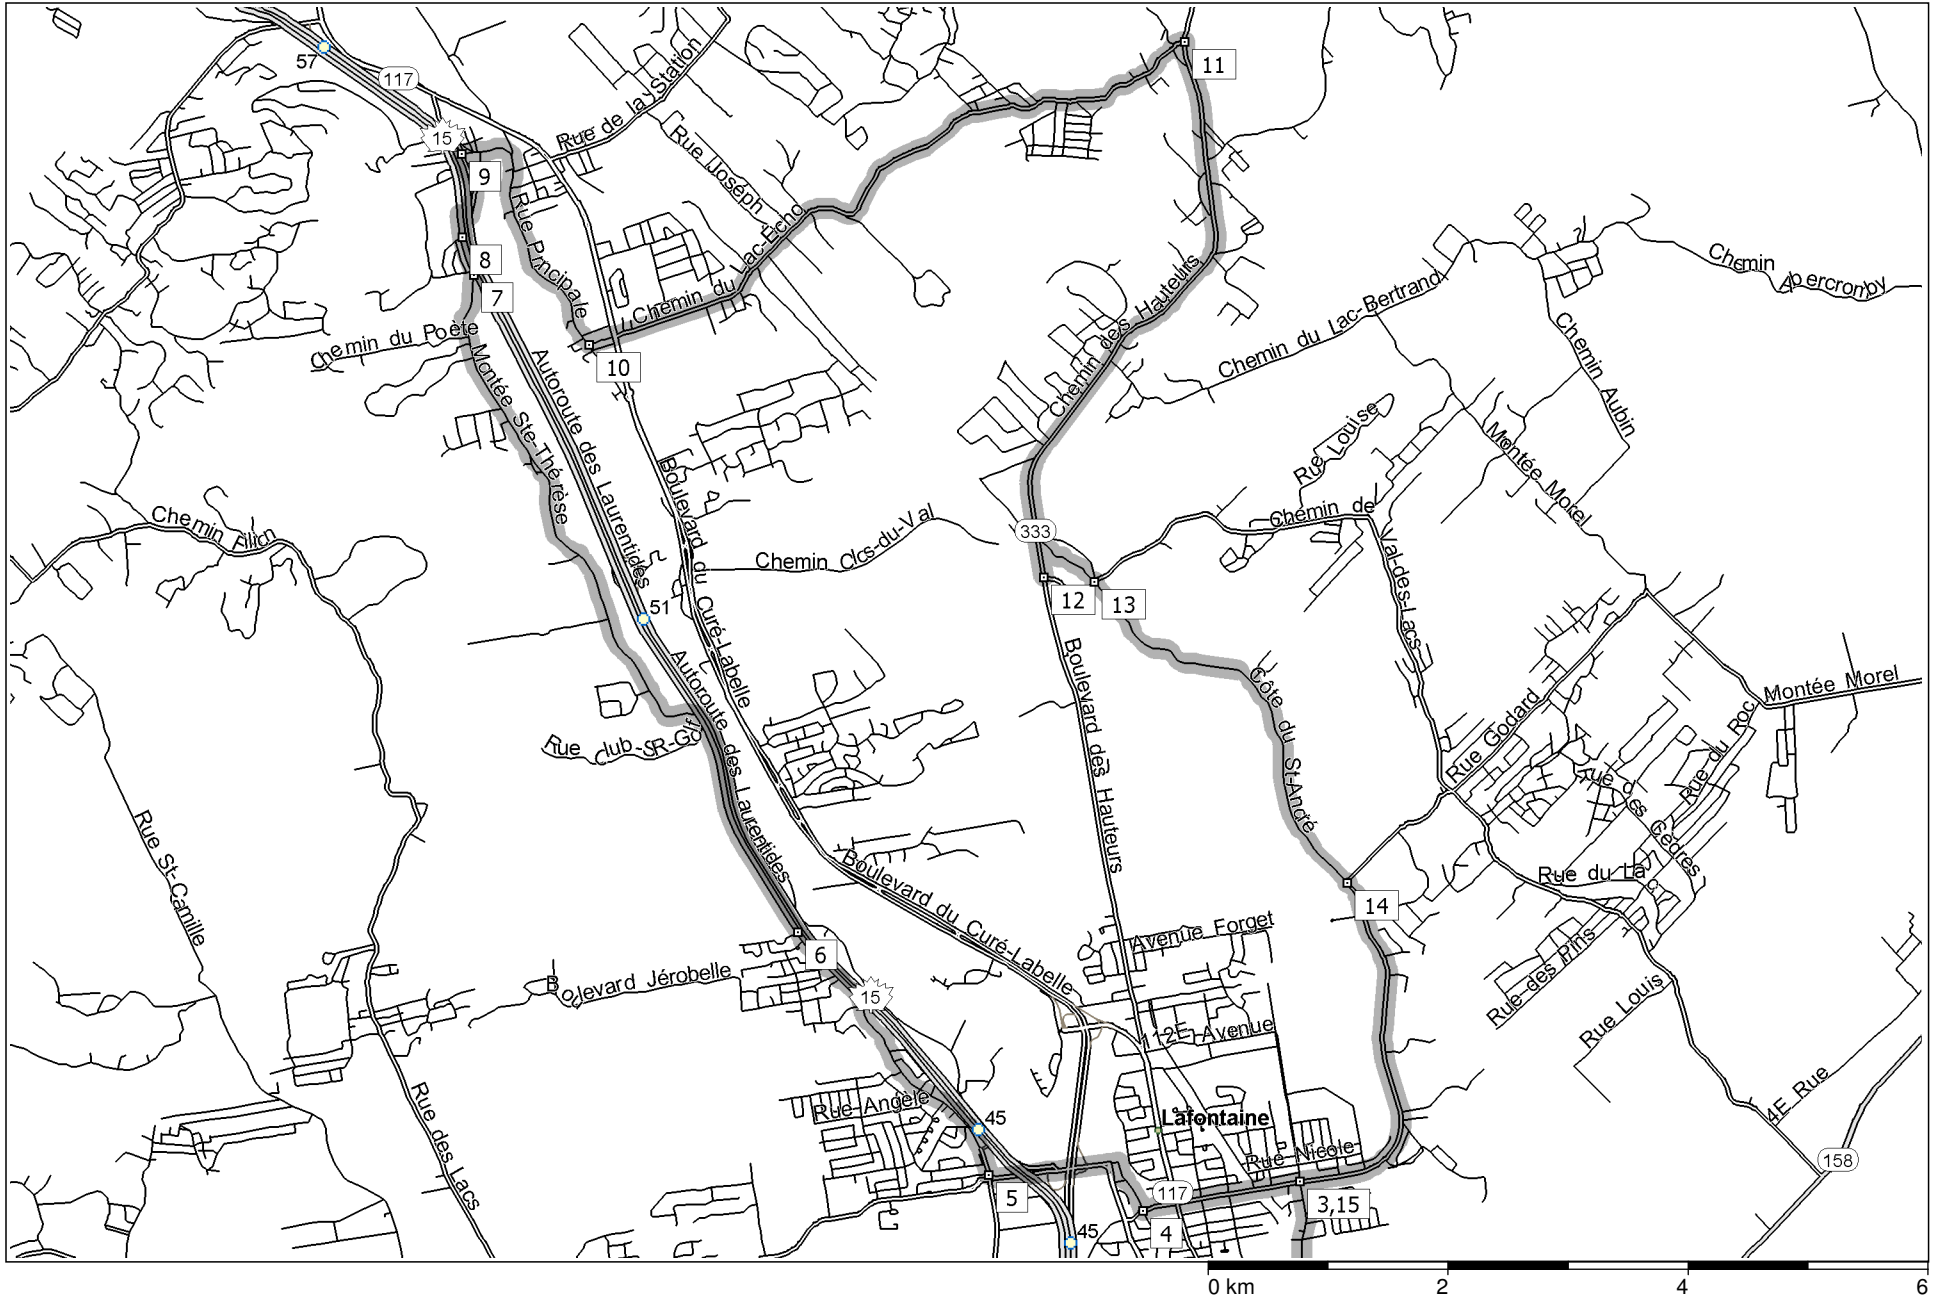 57
117
Rue de la Station
11
15
Rue Joseph
9
Rue Principale
Chemin du Lac-Echo
8
7
Chemin du Poète
10
Montée Ste-Thérèse
Autoroute des Laurentides
Chemin des Hauteurs
Chemin du Lac-Bertrand
Chemin Abercromby
Chemin Aubin
Rue Louise
Montée Morel
Boulevard du Curé-Labelle
Chemin Filion
Chemin Clos-du-Val
333
Chemin de Val-des-Lacs
12
13
51
Boulevard des Hauteurs
Côte du St-André
Autoroute des Laurentides
Montée Morel
Rue Godard
Rue du Roc
Rue des Cèdres
Rue St-Camille
Boulevard du Curé-Labelle
Rue du Lac
14
6
Avenue Forget
Boulevard Jérobelle
15
Rue des Pins
Rue Louis
112E Avenue
Rue Angèle
45
Lafontaine
4E Rue
Rue des Lacs
Rue Nicole
158
5
117
3,15
4
45
0 km
2
4
6